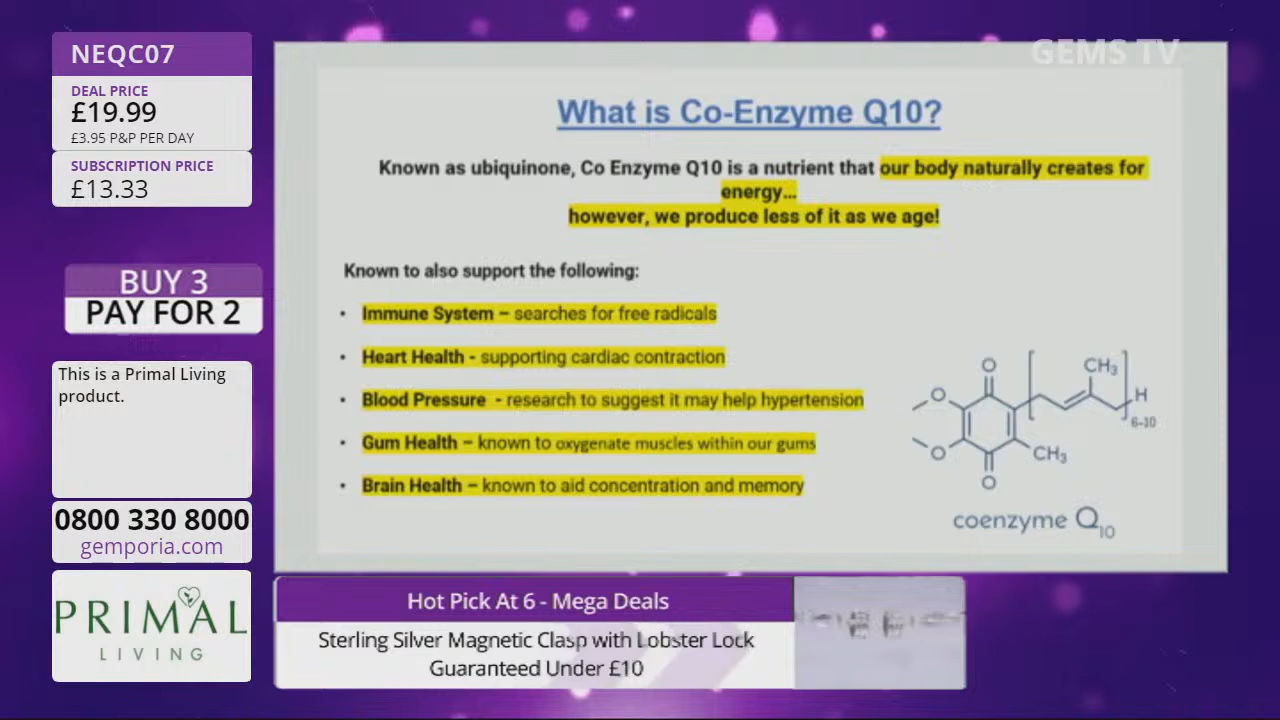 NEQC07
DEAL PRICE
£19.99
£3.95 P&P PER DAY
SUBSCRIPTION PRICE
£13.33
BUY 3
PAY FOR 2
This is a Primal Living
product.
0800 330 8000
gemporia.com
PRIMAL
LIVING
GEMS TV
What is Co-Enzyme Q10?
Known as ubiquinone, Co Enzyme Q10 is a nutrient that our body naturally creates for
energy...
however, we produce less of it as we age!
Known to also support the following:
• Immune System – searches for free radicals
• Heart Health - supporting cardiac contraction
• Blood Pressure - research to suggest it may help hypertension
• Gum Health – known to oxygenate muscles within our gums
• Brain Health – known to aid concentration and memory
O
CH3
O
H
6-10
O
CH3
O
coenzyme Q10
Hot Pick At 6 - Mega Deals
Sterling Silver Magnetic Clasp with Lobster Lock
Guaranteed Under £10